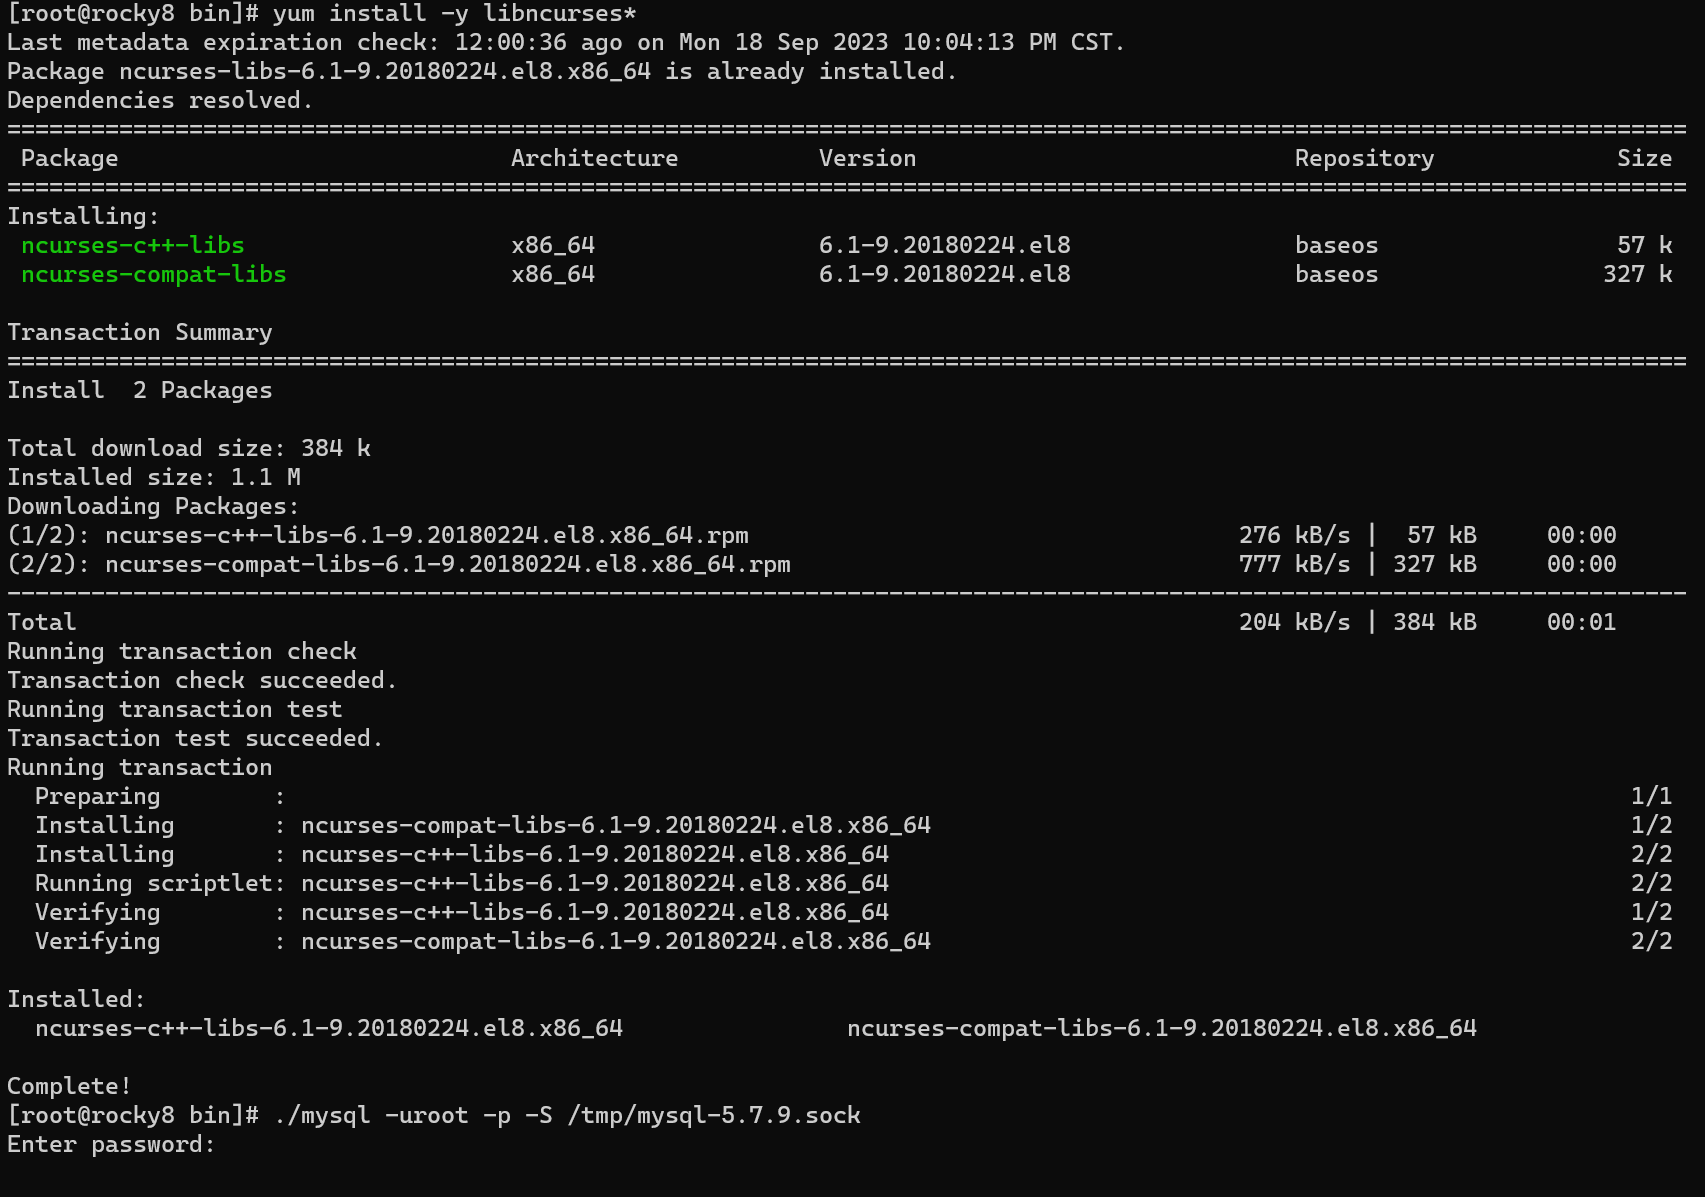 [root@rocky8 bin]# yum install -y libncurses*
Last metadata expiration check: 12:00:36 ago on Mon 18 Sep 2023 10:04:13 PM CST.
Package ncurses-libs-6.1-9.20180224.el8.x86_64 is already installed.
Dependencies resolved.
========================================================================================================================
 Package                            Architecture          Version                           Repository             Size
========================================================================================================================
Installing:
 ncurses-c++-libs                   x86_64                6.1-9.20180224.el8                baseos                 57 k
 ncurses-compat-libs                x86_64                6.1-9.20180224.el8                baseos                327 k

Transaction Summary
========================================================================================================================
Install  2 Packages

Total download size: 384 k
Installed size: 1.1 M
Downloading Packages:
(1/2): ncurses-c++-libs-6.1-9.20180224.el8.x86_64.rpm                                   276 kB/s |  57 kB     00:00
(2/2): ncurses-compat-libs-6.1-9.20180224.el8.x86_64.rpm                                777 kB/s | 327 kB     00:00
------------------------------------------------------------------------------------------------------------------------
Total                                                                                   204 kB/s | 384 kB     00:01
Running transaction check
Transaction check succeeded.
Running transaction test
Transaction test succeeded.
Running transaction
  Preparing        :                                                                                                1/1
  Installing       : ncurses-compat-libs-6.1-9.20180224.el8.x86_64                                                  1/2
  Installing       : ncurses-c++-libs-6.1-9.20180224.el8.x86_64                                                     2/2
  Running scriptlet: ncurses-c++-libs-6.1-9.20180224.el8.x86_64                                                     2/2
  Verifying        : ncurses-c++-libs-6.1-9.20180224.el8.x86_64                                                     1/2
  Verifying        : ncurses-compat-libs-6.1-9.20180224.el8.x86_64                                                  2/2

Installed:
  ncurses-c++-libs-6.1-9.20180224.el8.x86_64                ncurses-compat-libs-6.1-9.20180224.el8.x86_64

Complete!
[root@rocky8 bin]# ./mysql -uroot -p -S /tmp/mysql-5.7.9.sock
Enter password: